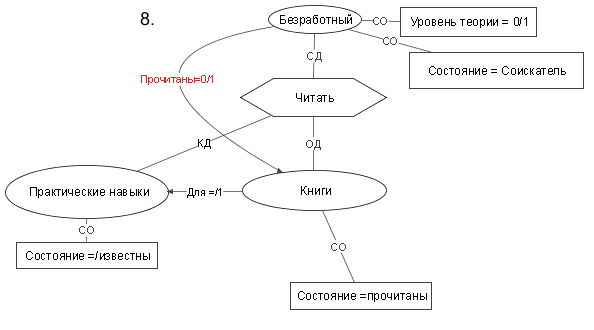 8.
Безработный
СО
Уровень теории = 0/1
СО
Состояние = Соискатель
СД
Прочитаны=0/1
Читать
КД
ОД
Практические навыки
Для =/1
Книги
СО
Состояние =/известны
СО
Состояние =прочитаны